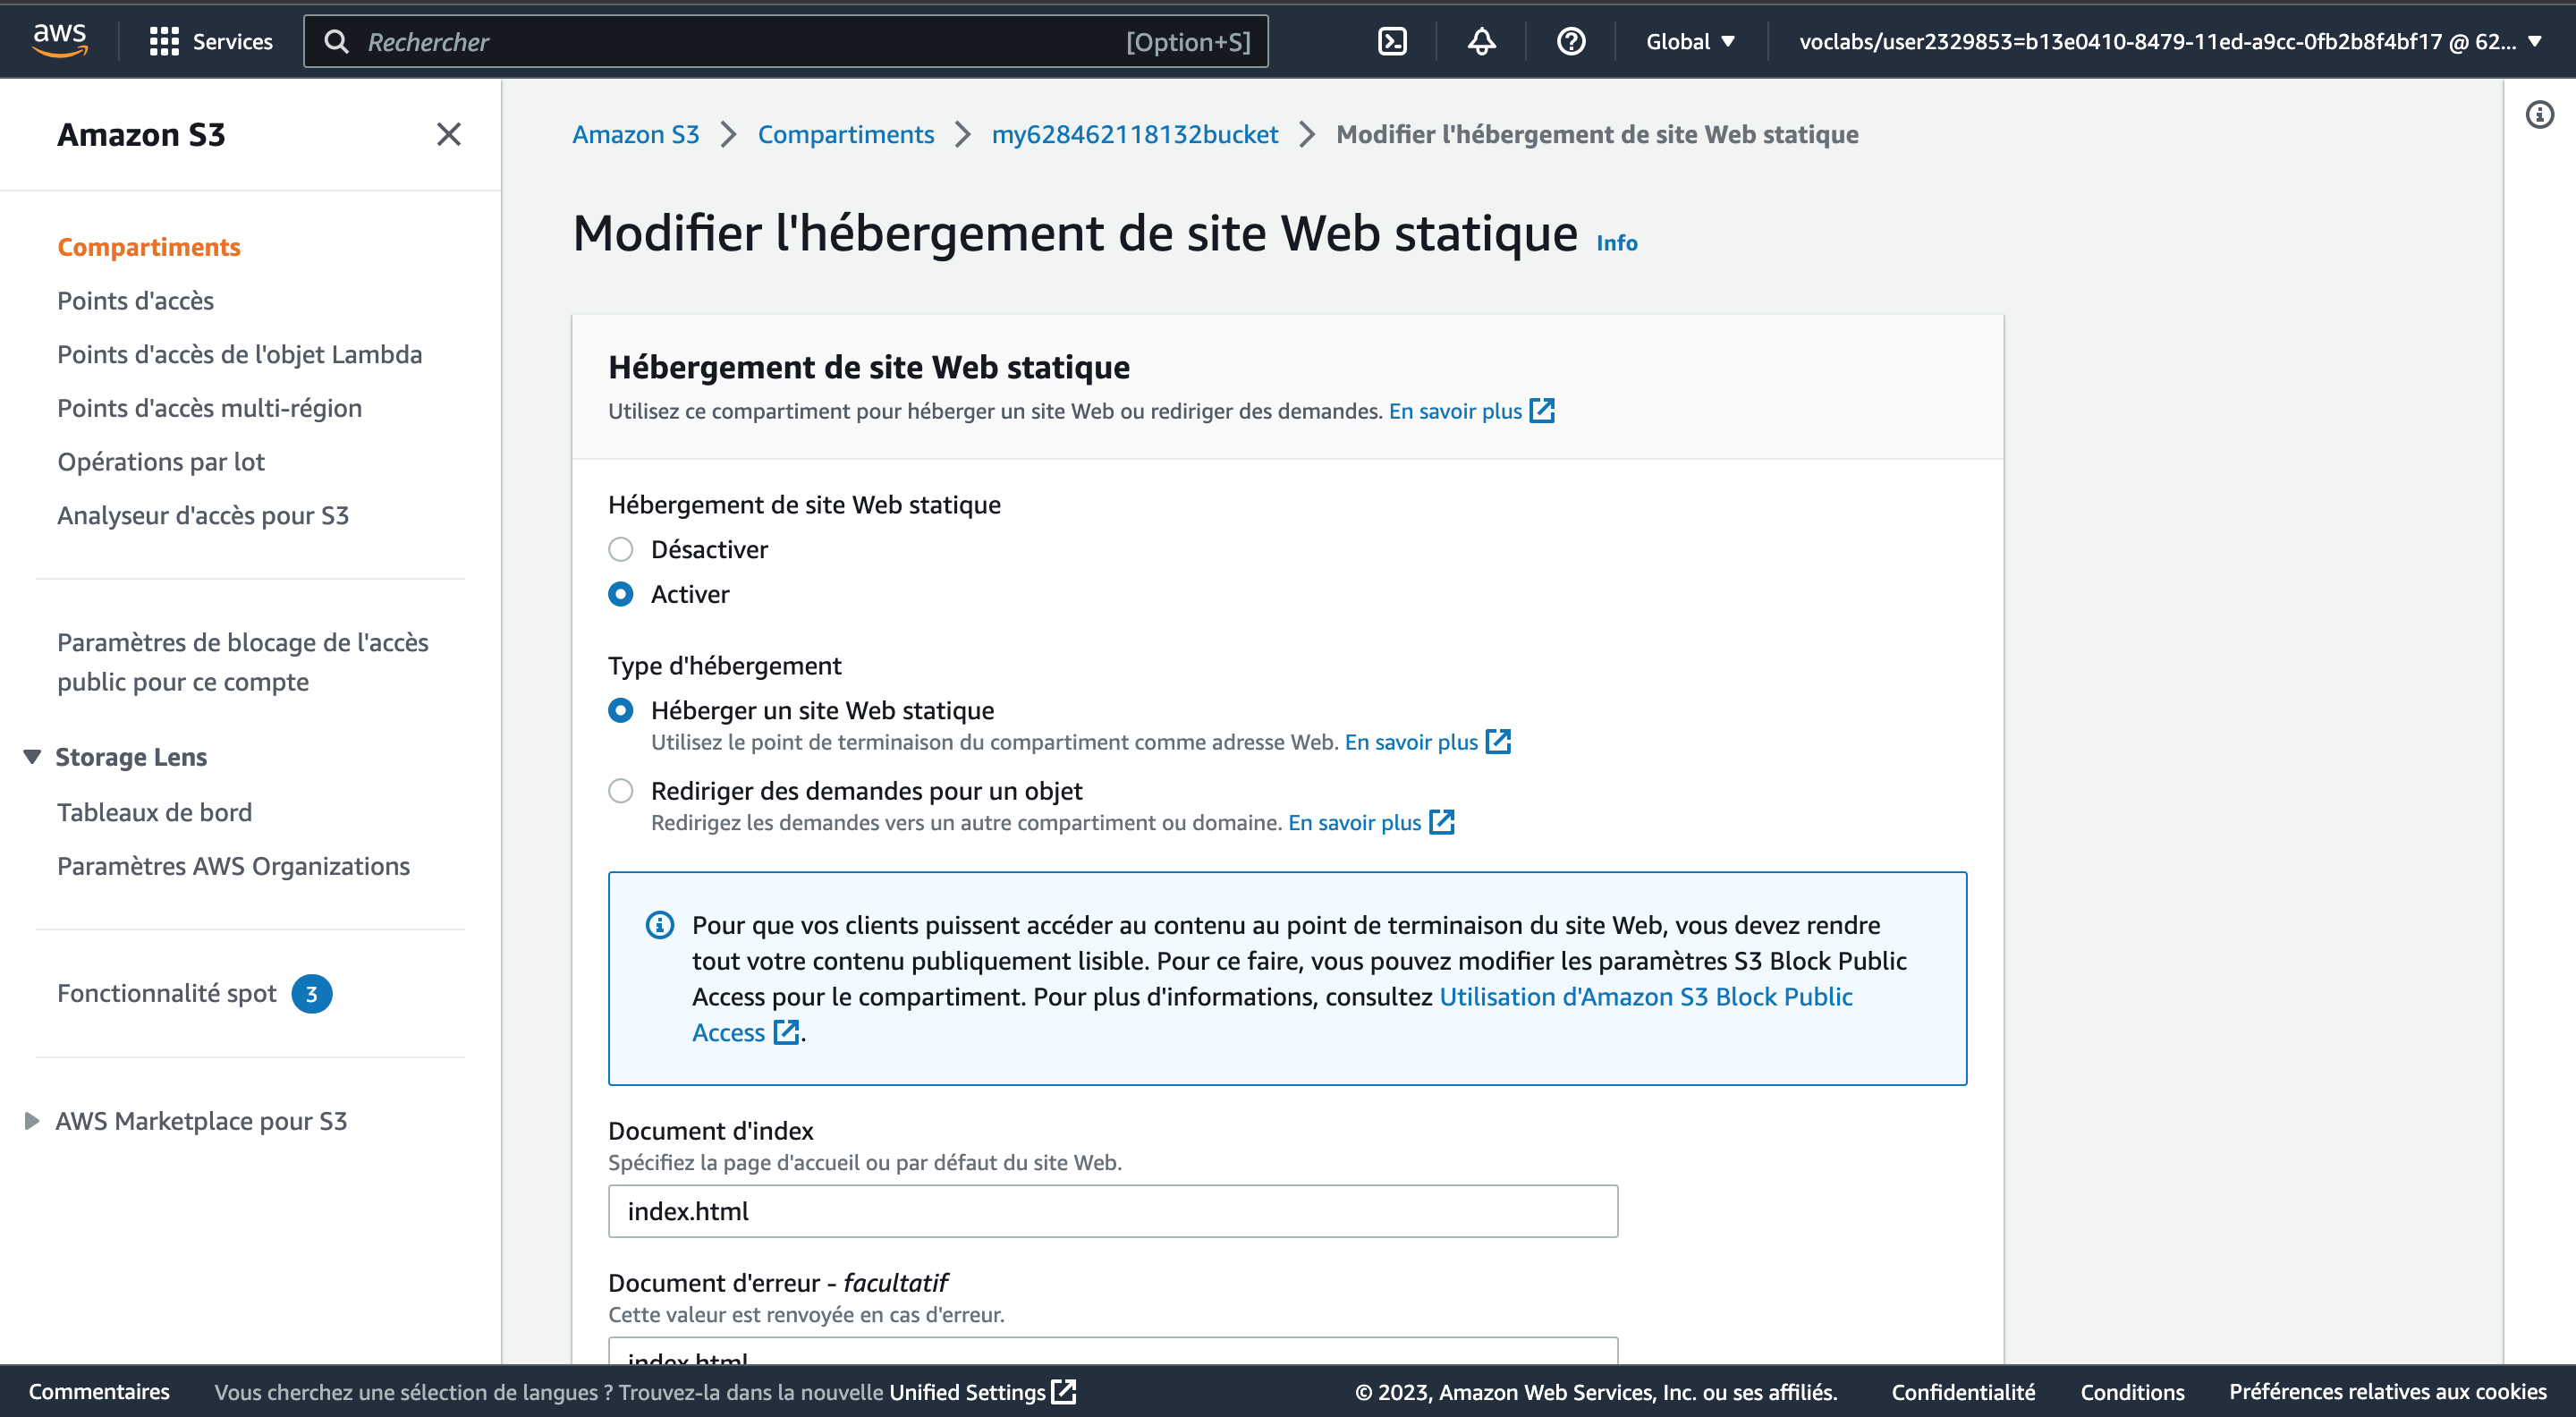 aws
Services
Rechercher
[Option+S]
Global
voclabs/user2329853=b13e0410-8479-11ed-a9cc-0fb2b8f4bf17 @ 62...
Amazon S3
Compartiments
Points d'accès
Points d'accès de l'objet Lambda
Points d'accès multi-région
Opérations par lot
Analyseur d'accès pour S3
Paramètres de blocage de l'accès
public pour ce compte
Storage Lens
Tableaux de bord
Paramètres AWS Organizations
Fonctionnalité spot 3
AWS Marketplace pour S3
Amazon S3 > Compartiments > my628462118132bucket > Modifier l'hébergement de site Web statique
Modifier l'hébergement de site Web statique Info
Hébergement de site Web statique
Utilisez ce compartiment pour héberger un site Web ou rediriger des demandes. En savoir plus
Hébergement de site Web statique
Désactiver
Activer
Type d'hébergement
Héberger un site Web statique
Utilisez le point de terminaison du compartiment comme adresse Web. En savoir plus
Rediriger des demandes pour un objet
Redirigez les demandes vers un autre compartiment ou domaine. En savoir plus
Pour que vos clients puissent accéder au contenu au point de terminaison du site Web, vous devez rendre
tout votre contenu publiquement lisible. Pour ce faire, vous pouvez modifier les paramètres S3 Block Public
Access pour le compartiment. Pour plus d'informations, consultez Utilisation d'Amazon S3 Block Public
Access.
Document d'index
Spécifiez la page d'accueil ou par défaut du site Web.
index.html
Document d'erreur - facultatif
Cette valeur est renvoyée en cas d'erreur.
index.html
Commentaires
Vous cherchez une sélection de langues ? Trouvez-la dans la nouvelle Unified Settings
© 2023, Amazon Web Services, Inc. ou ses affiliés.
Confidentialité
Conditions
Préférences relatives aux cookies